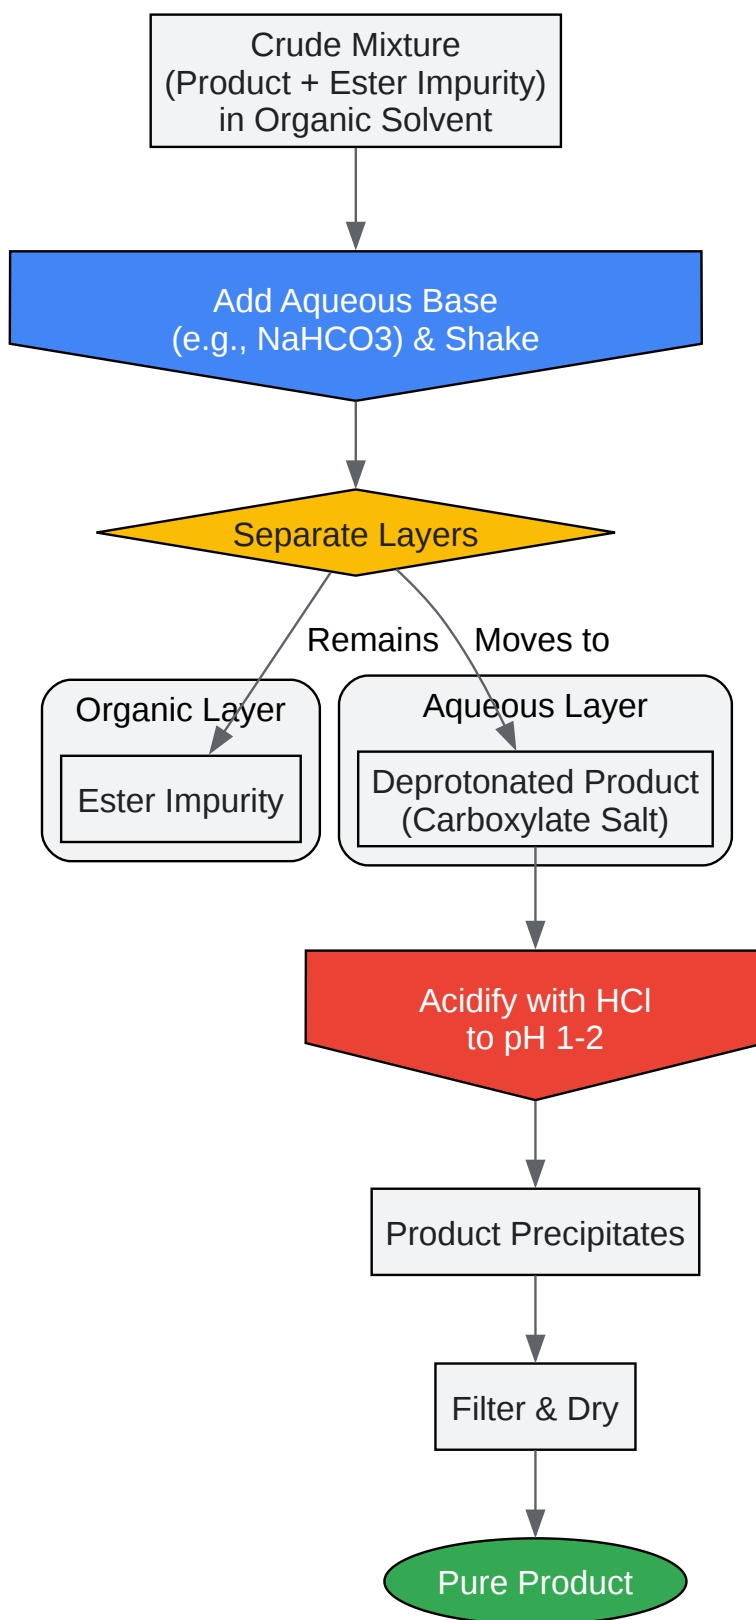 Crude Mixture
(Product + Ester Impurity)
in Organic Solvent
Add Aqueous Base
(e.g., NaHCO3) & Shake
Separate Layers
Remains
Moves to
Organic Layer
Aqueous Layer
Ester Impurity
Deprotonated Product
(Carboxylate Salt)
Acidify with HCl
to pH 1-2
Product Precipitates
Filter & Dry
Pure Product